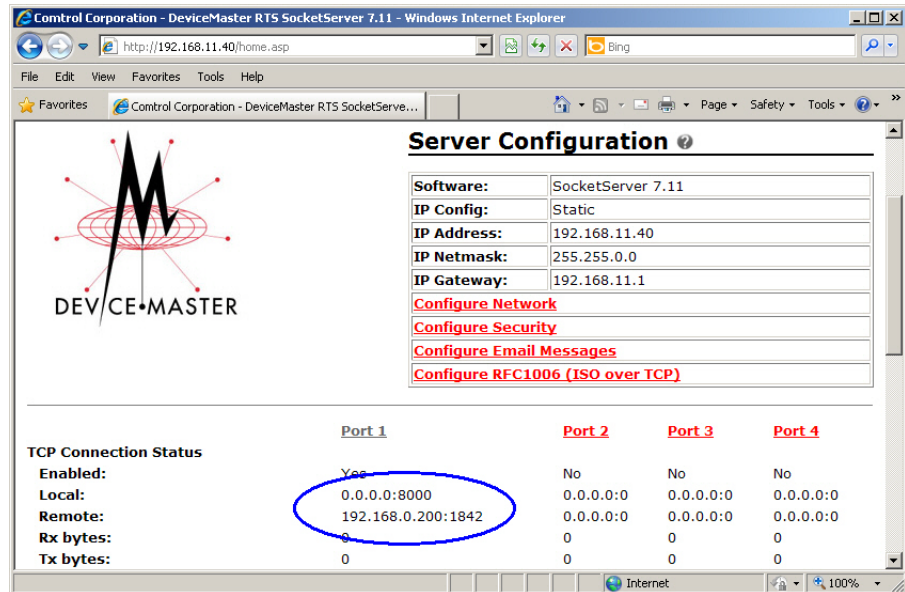 Comtrol Corporation - DeviceMaster RTS SocketServer 7.11 - Windows Internet Explorer
http://192.168.11.40/home.asp
Bing
File Edit View Favorites Tools Help
Favorites
Comtrol Corporation - DeviceMaster RTS SocketServe...
Page Safety Tools
Server Configuration
Software: SocketServer 7.11
IP Config: Static
IP Address: 192.168.11.40
IP Netmask: 255.255.0.0
IP Gateway: 192.168.11.1
Configure Network
Configure Security
Configure Email Messages
Configure RFC1006 (ISO over TCP)
DEVICE•MASTER
Port 1 Port 2 Port 3 Port 4
TCP Connection Status
Enabled: Yes No No No
Local: 0.0.0.0:8000 0.0.0.0:0 0.0.0.0:0 0.0.0.0:0
Remote: 192.168.0.200:1842 0.0.0.0:0 0.0.0.0:0 0.0.0.0:0
Rx bytes: 0 0 0 0
Tx bytes: 0 0 0 0
Internet 100%